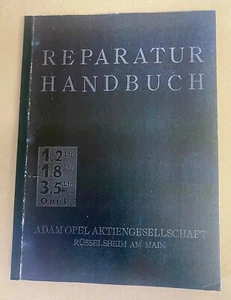 REPARATUR
HANDBUCH
1.2
1.8
3.5
Opel
ADAM OPEL AKTIENGESELLSCHAFT
RÜSSELSHEIM AM MAIN